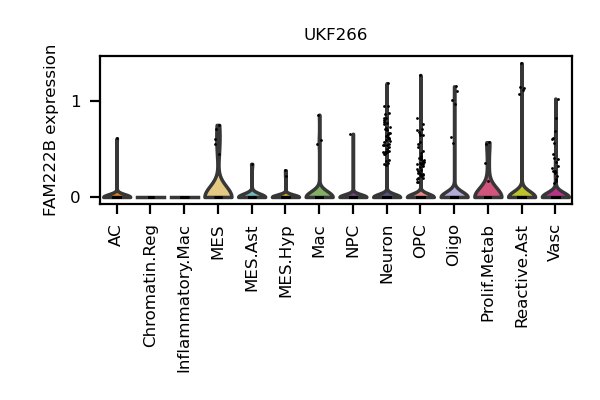 UKF266
FAM222B expression
1
0
AC
Chromatin.Reg
Inflammatory.Mac
MES
MES.Ast
MES.Hyp
Mac
NPC
Neuron
OPC
Oligo
Prolif.Metab
Reactive.Ast
Vasc